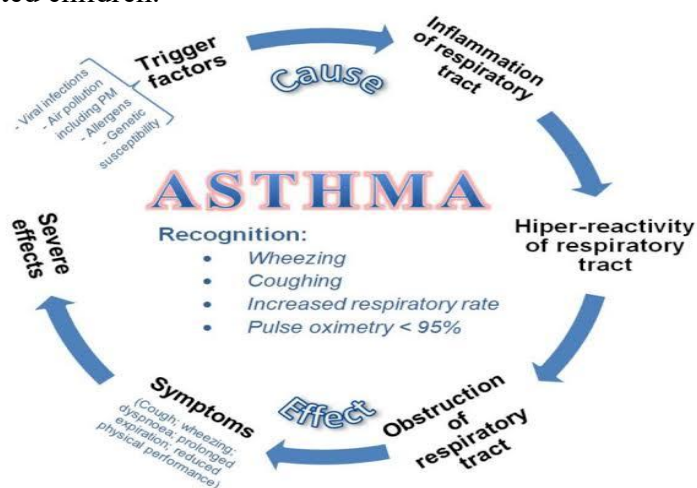 ted children.
Trigger
factors
- Viral infections
- Air pollution
including PM
- Allergens
- Genetic
susceptibility
Cause
Inflammation
of respiratory
tract
Hiper-reactivity
of respiratory
tract
Obstruction
of
respiratory
tract
Effect
Symptoms
(Cough; wheezing;
dyspnoea; prolonged
expiration; reduced
physical performance)
Severe
effects
ASTHMA
Recognition:
• Wheezing
• Coughing
• Increased respiratory rate
• Pulse oximetry < 95%